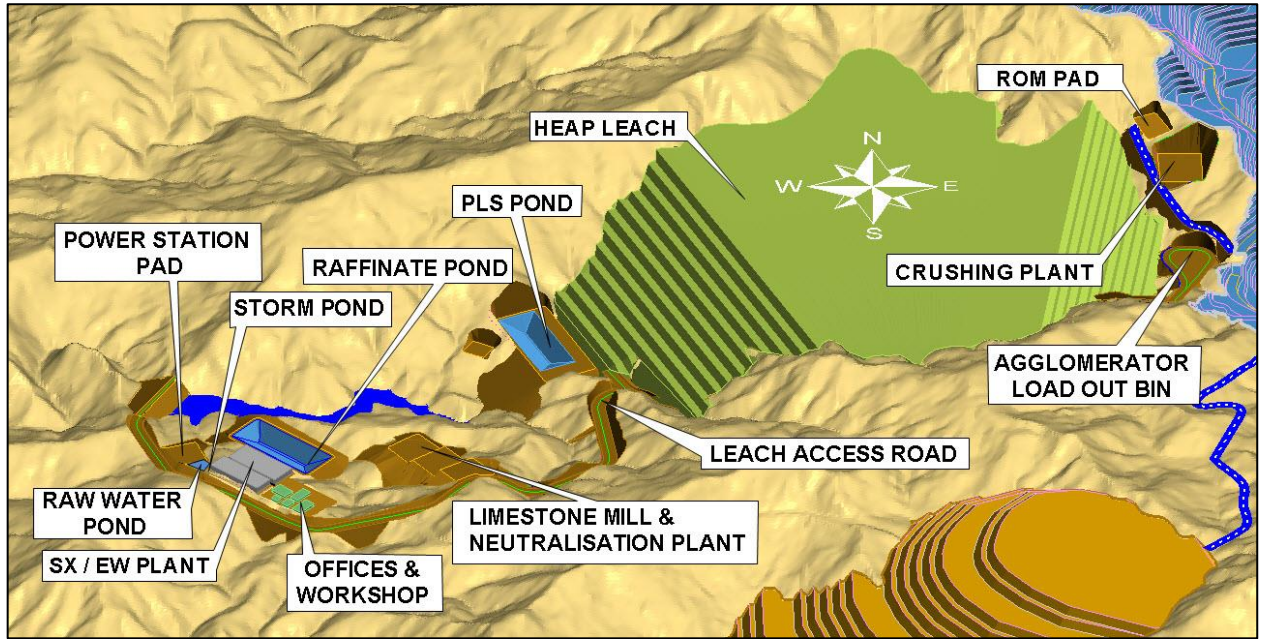 ROM PAD
HEAP LEACH
N
W
E
S
PLS POND
POWER STATION
PAD
RAFFINATE POND
STORM POND
CRUSHING PLANT
AGGLOMERATOR
LOAD OUT BIN
LEACH ACCESS ROAD
RAW WATER
POND
LIMESTONE MILL &
NEUTRALISATION PLANT
SX / EW PLANT
OFFICES &
WORKSHOP